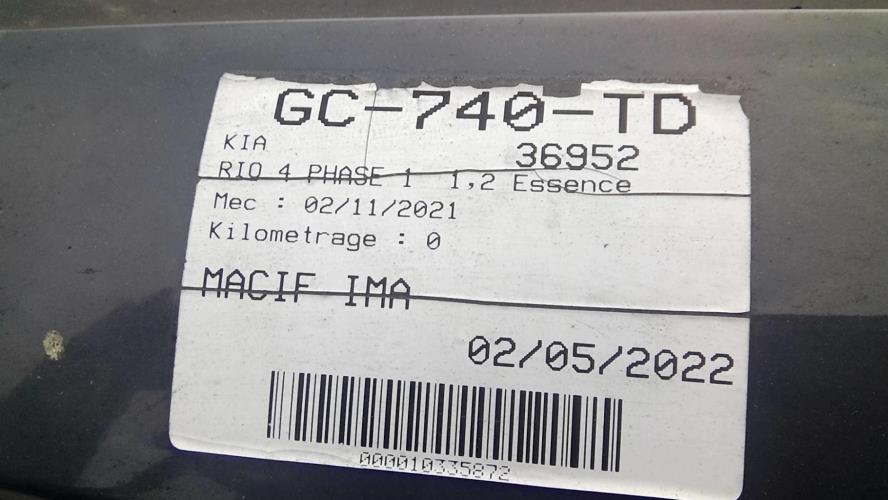 GC-740-TD
KIA 36952
RIO 4 PHASE 1 1,2 Essence
Mec : 02/11/2021
Kilometrage : 0
MACIF IMA
02/05/2022
000010335872